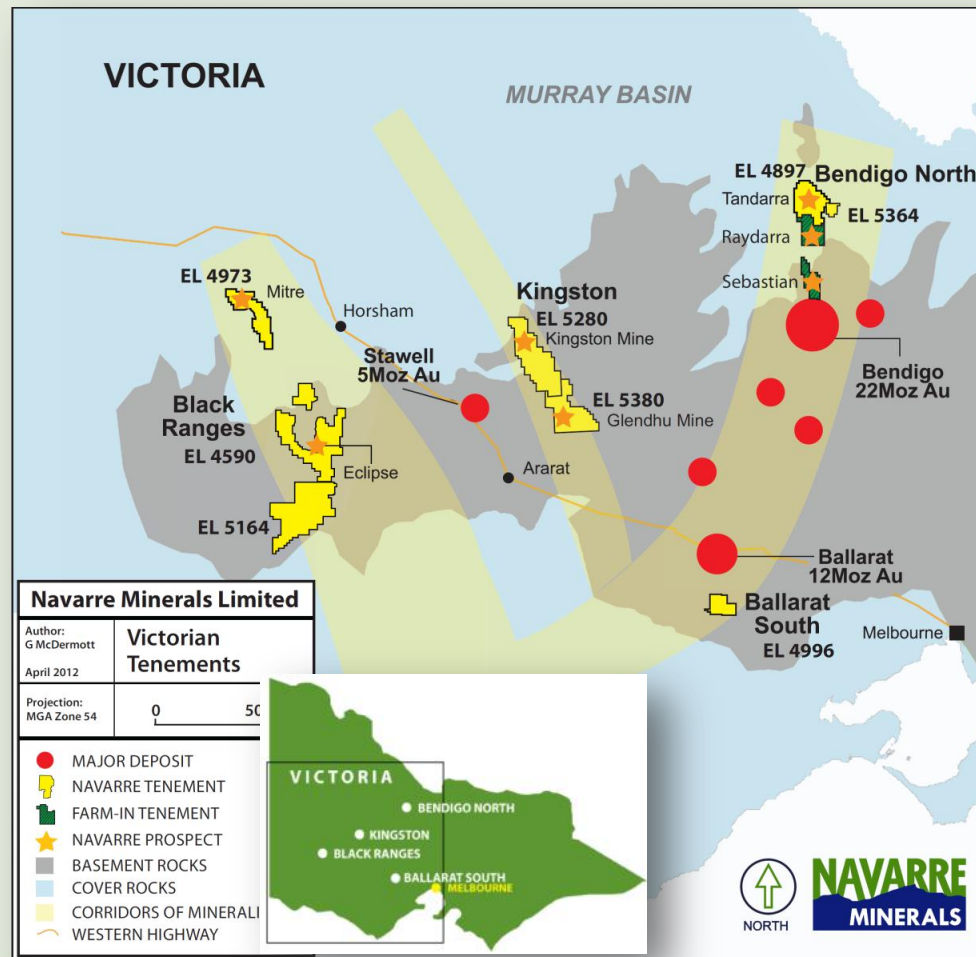 VICTORIA
MURRAY BASIN
EL 4897
Bendigo North
Tandarra
EL 5364
Raydarra
Sebastian
EL 4973
Mitre
Horsham
Kingston
EL 5280
Kingston Mine
Stawell
5Moz Au
Bendigo
22Moz Au
EL 5380
Glendhu Mine
Black
Ranges
EL 4590
Eclipse
Ararat
EL 5164
Ballarat
12Moz Au
Ballarat
South
EL 4996
Melbourne
Navarre Minerals Limited
Author:
G McDermott
April 2012
Victorian
Tenements
Projection:
MGA Zone 54
0 50
MAJOR DEPOSIT
NAVARRE TENEMENT
FARM-IN TENEMENT
NAVARRE PROSPECT
BASEMENT ROCKS
COVER ROCKS
CORRIDORS OF
WESTERN HIGHWAY
VICTORIA
BENDIGO NORTH
KINGSTON
BLACK RANGES
BALLARAT SOUTH
MELBOURNE
NORTH
NAVARRE
MINERALS